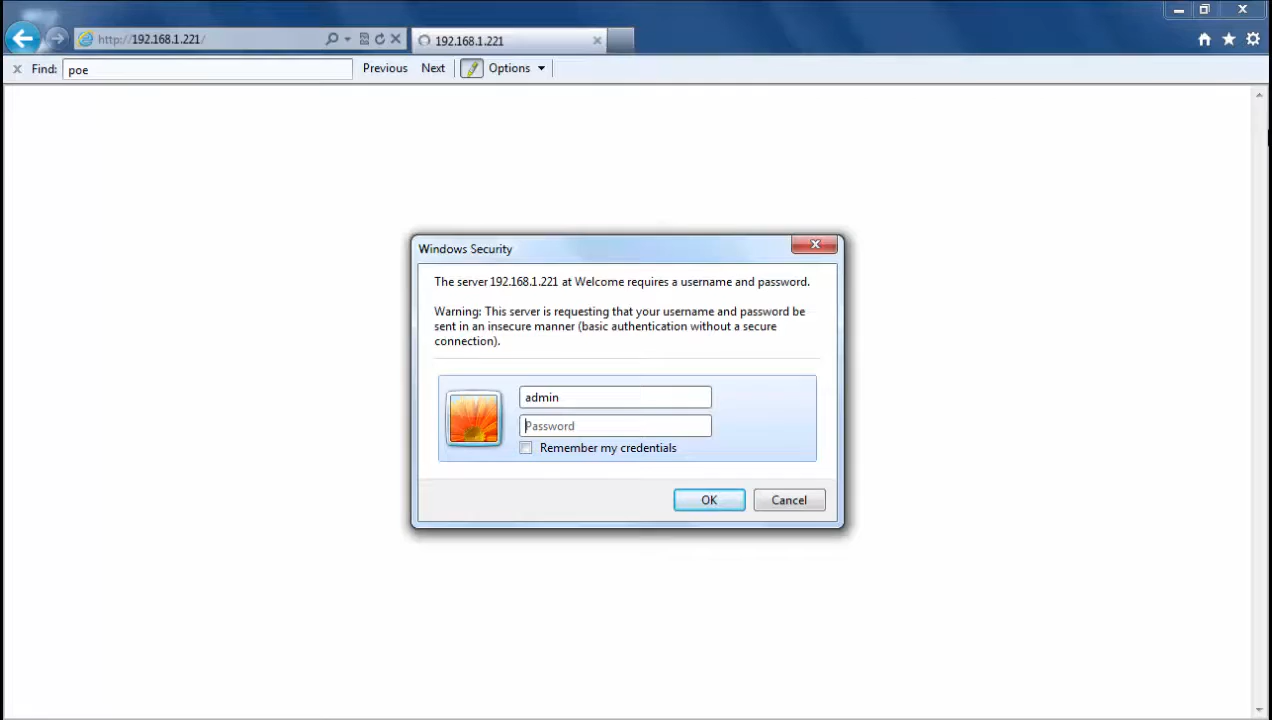 http://192.168.1.221/
192.168.1.221
Find: poe Previous Next Options
Windows Security
The server 192.168.1.221 at Welcome requires a username and password.
Warning: This server is requesting that your username and password be
sent in an insecure manner (basic authentication without a secure
connection).
admin
Password
Remember my credentials
OK Cancel